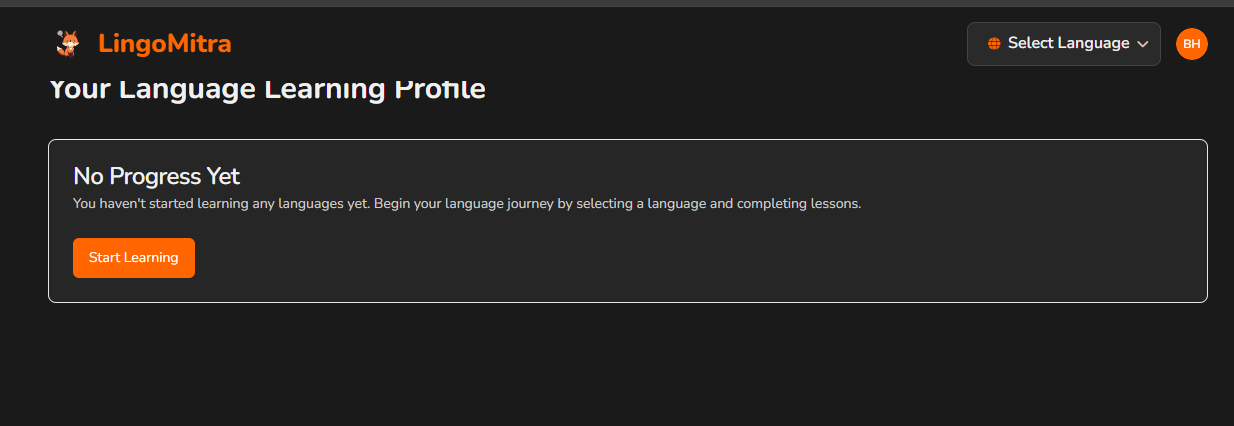 LingoMitra
Select Language
BH
Your Language Learning Profile
No Progress Yet
You haven't started learning any languages yet. Begin your language journey by selecting a language and completing lessons.
Start Learning